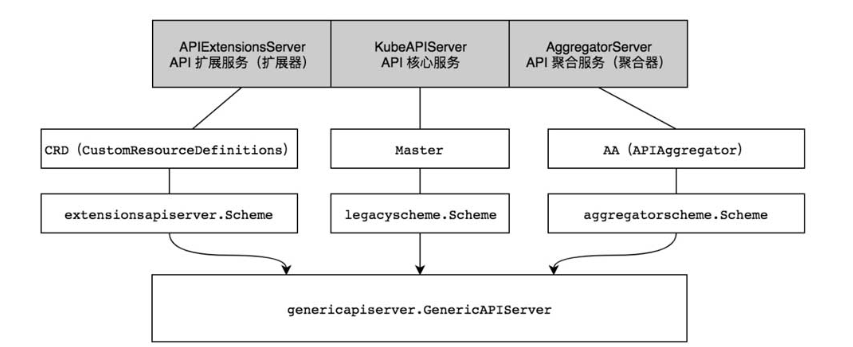 APIExtensionsServer
API 扩展服务（扩展器）
KubeAPIServer
API 核心服务
AggregatorServer
API 聚合服务（聚合器）
CRD（CustomResourceDefinitions）
Master
AA（APIAggregator）
extensionsapiserver.Scheme
legacyscheme.Scheme
aggregatorscheme.Scheme
genericapiserver.GenericAPIServer